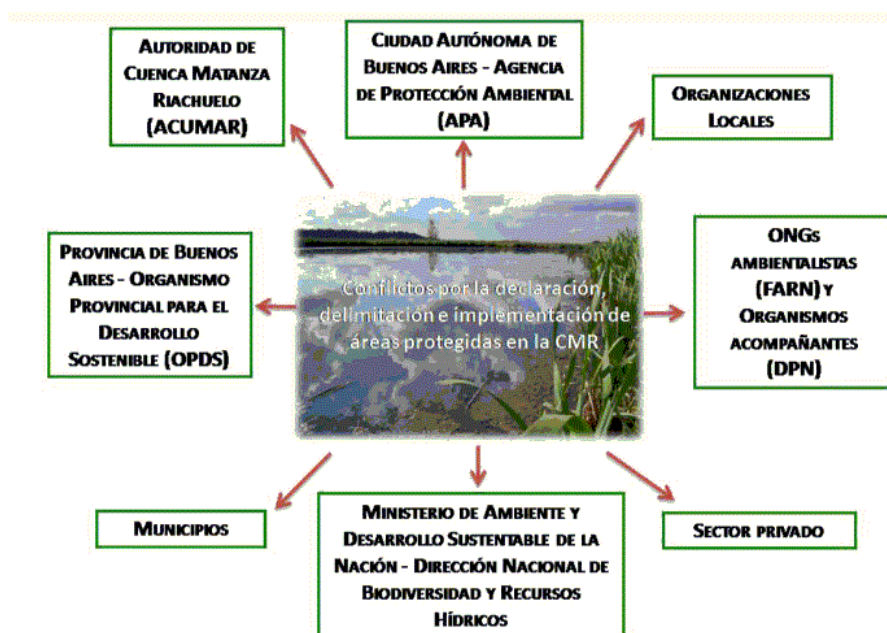 AUTORIDAD DE
CUENCA MATANZA
RIACHUELO
(ACUMAR)
CIUDAD AUTÓNOMA DE
BUENOS AIRES - AGENCIA
DE PROTECCIÓN AMBIENTAL
(APA)
ORGANIZACIONES
LOCALES
PROVINCIA DE BUENOS
AIRES - ORGANISMO
PROVINCIAL PARA EL
DESARROLLO
SOSTENIBLE (OPDS)
Conflictos por la declaración,
delimitación e implementación de
áreas protegidas en la CMR
ONGS
AMBIENTALISTAS
(FARN) Y
ORGANISMOS
ACOMPAÑANTES
(DPN)
MUNICIPIOS
MINISTERIO DE AMBIENTE Y
DESARROLLO SUSTENTABLE DE LA
NACIÓN - DIRECCIÓN NACIONAL DE
BIODIVERSIDAD Y RECURSOS
HÍDRICOS
SECTOR PRIVADO